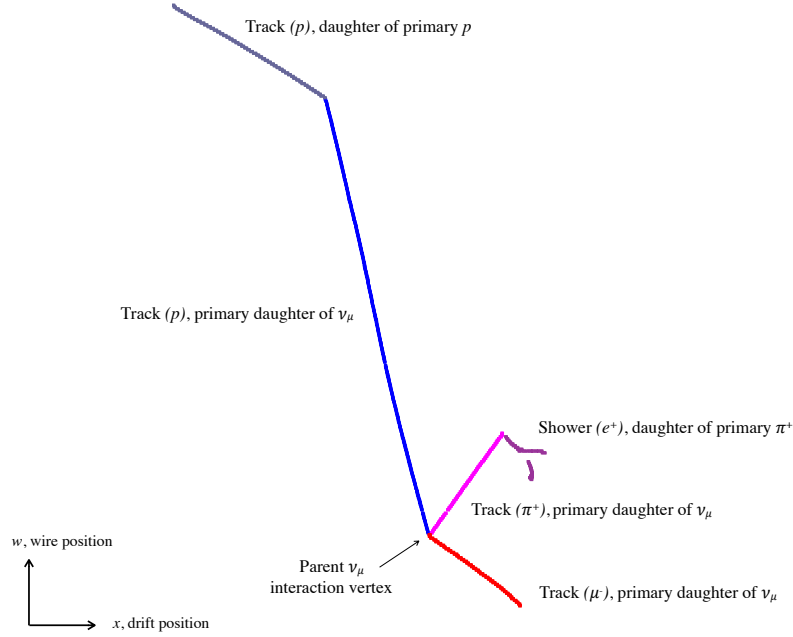 Track (p), daughter of primary p
Track (p), primary daughter of νμ
Shower (e⁺), daughter of primary π⁺
Track (π⁺), primary daughter of νμ
w, wire position
Parent νμ
interaction vertex
Track (μ⁻), primary daughter of νμ
x, drift position